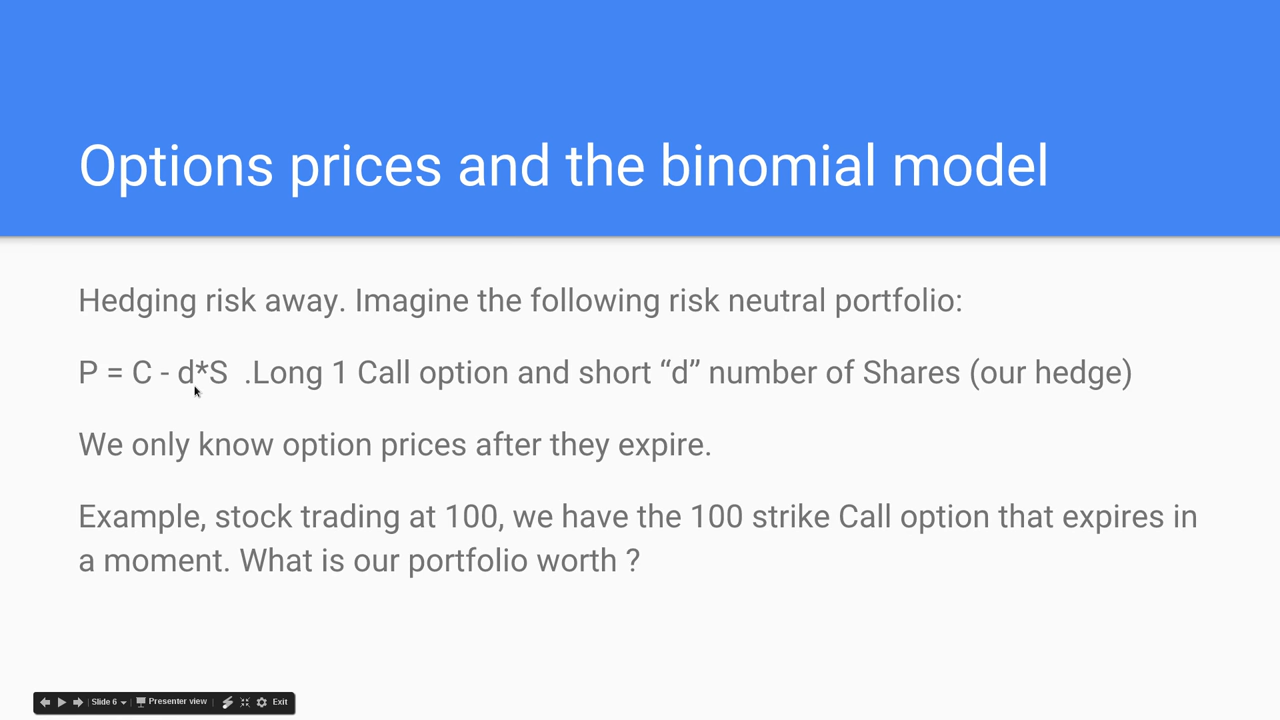 Options prices and the binomial model
Hedging risk away. Imagine the following risk neutral portfolio:
P = C - d*S  .Long 1 Call option and short “d” number of Shares (our hedge)
We only know option prices after they expire.
Example, stock trading at 100, we have the 100 strike Call option that expires in
a moment. What is our portfolio worth ?
Slide 6 Presenter view Exit